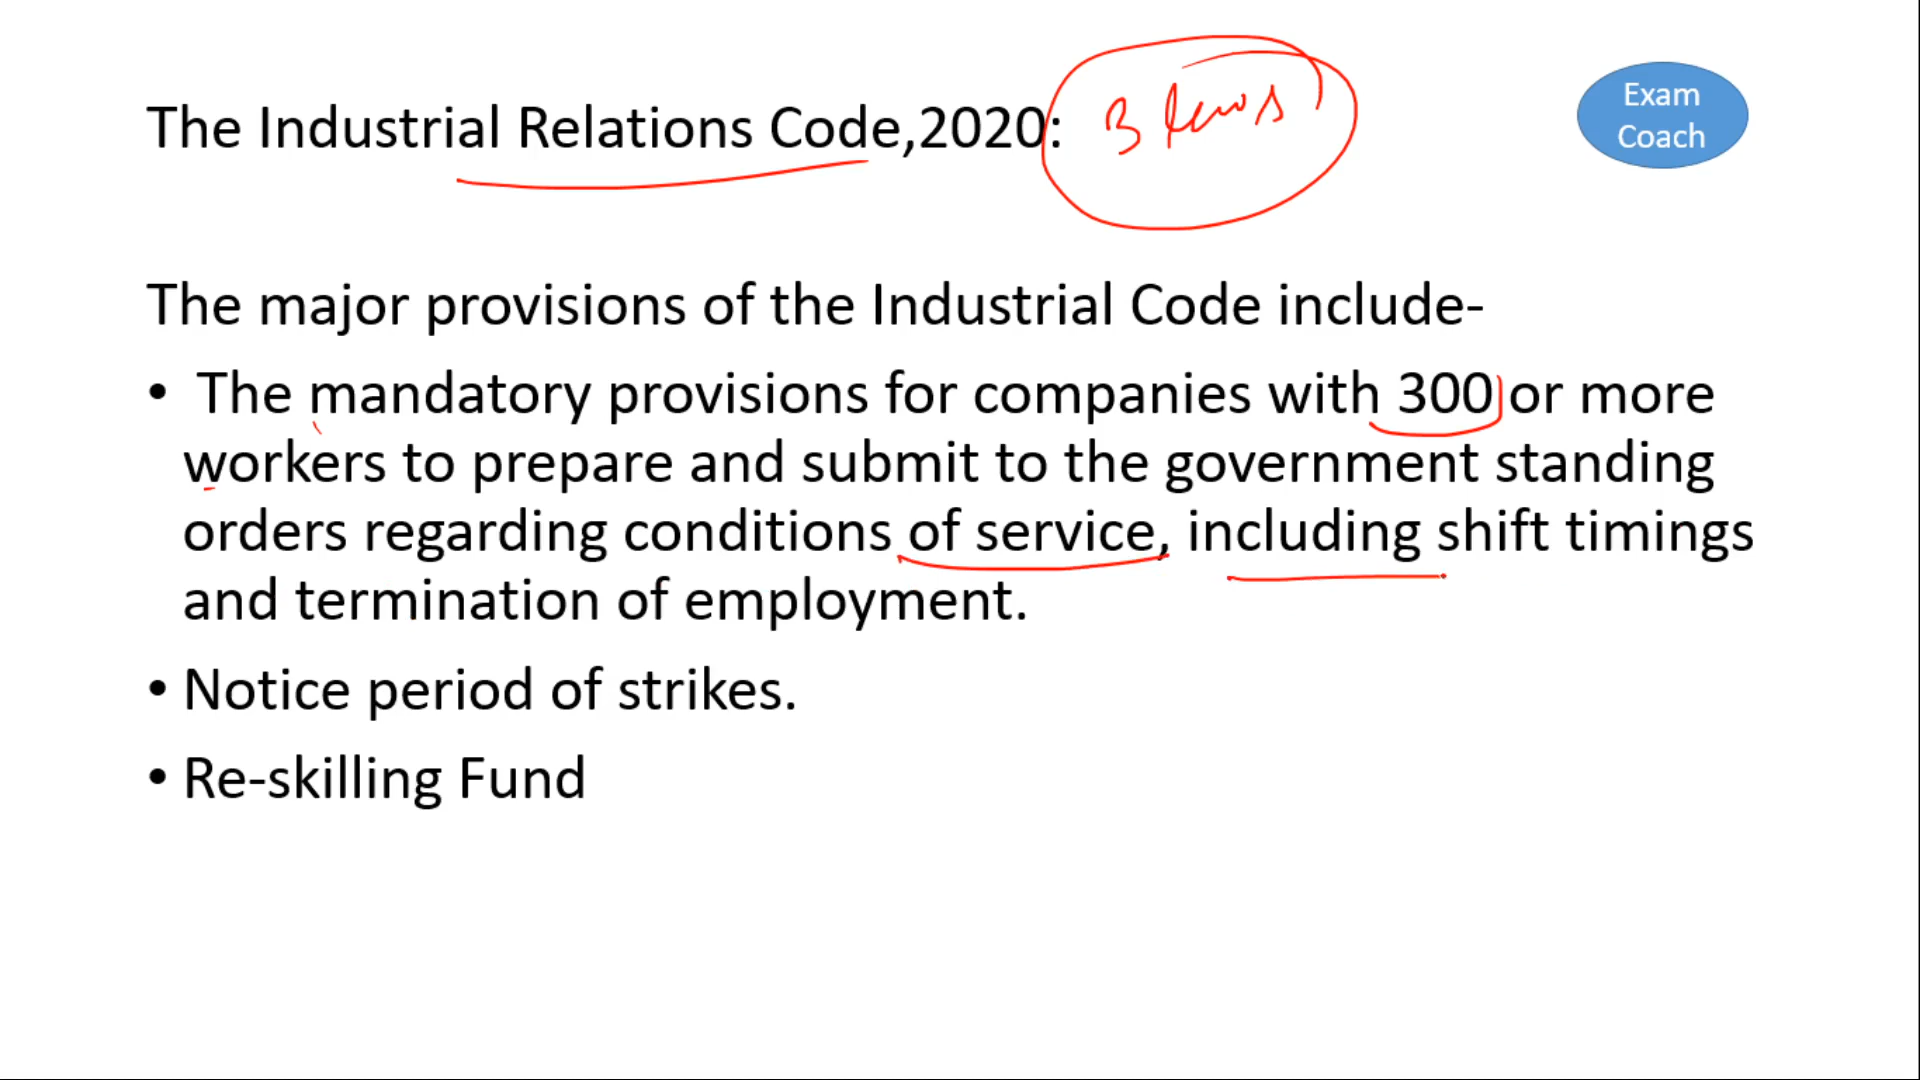 The Industrial Relations Code,2020:
3 laws
Exam
Coach
The major provisions of the Industrial Code include-
• The mandatory provisions for companies with 300 or more
workers to prepare and submit to the government standing
orders regarding conditions of service, including shift timings
and termination of employment.
• Notice period of strikes.
• Re-skilling Fund